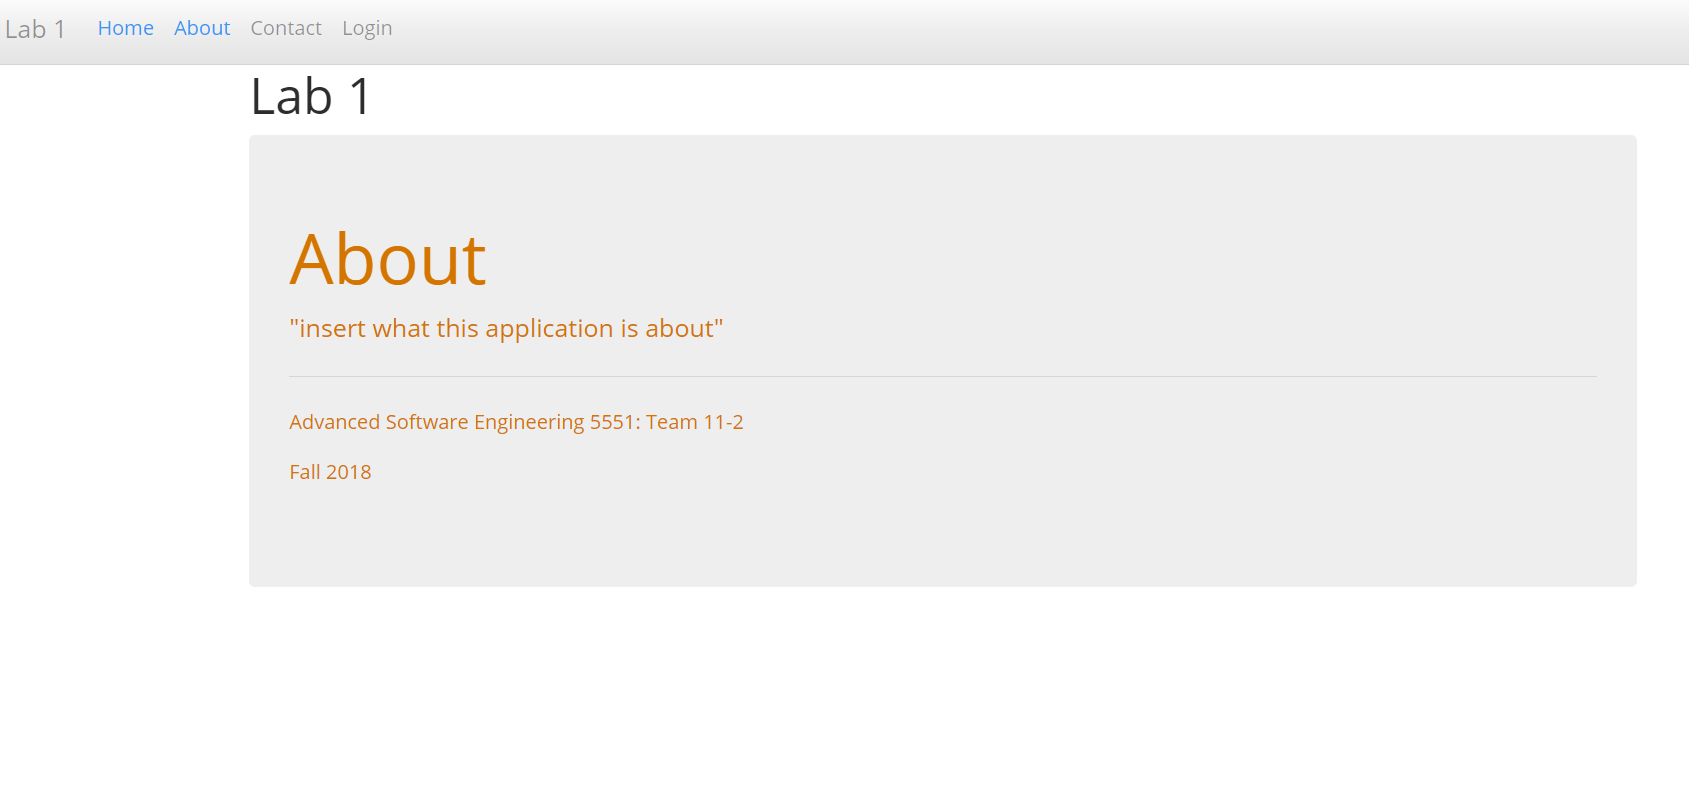 Lab 1 Home About Contact Login
Lab 1
About
"insert what this application is about"
Advanced Software Engineering 5551: Team 11-2
Fall 2018